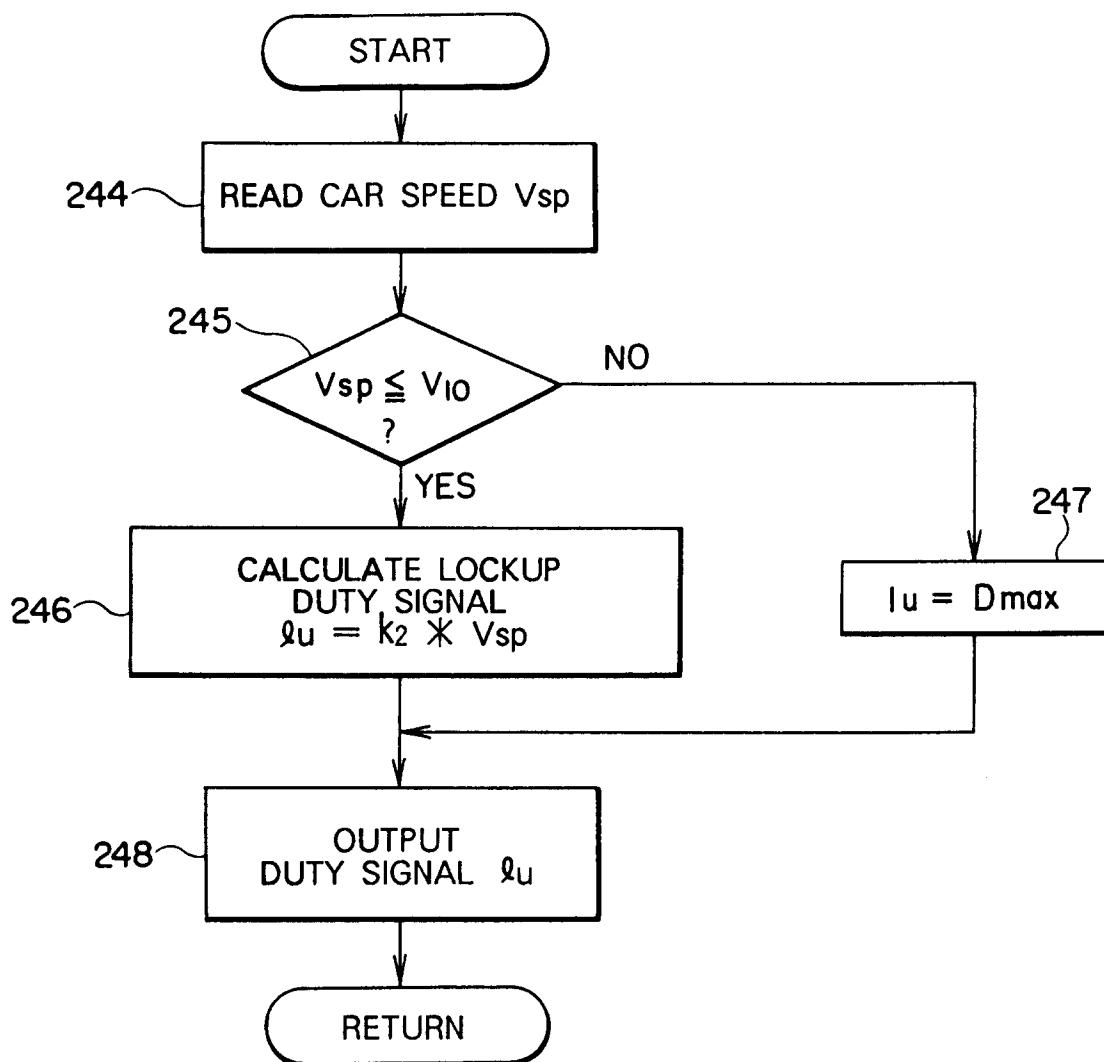 START
244
READ CAR SPEED Vsp
245
Vsp ≦ V10
?
NO
YES
247
246
CALCULATE LOCKUP
DUTY SIGNAL
ℓu = k2 * Vsp
lu = Dmax
248
OUTPUT
DUTY SIGNAL ℓu
RETURN